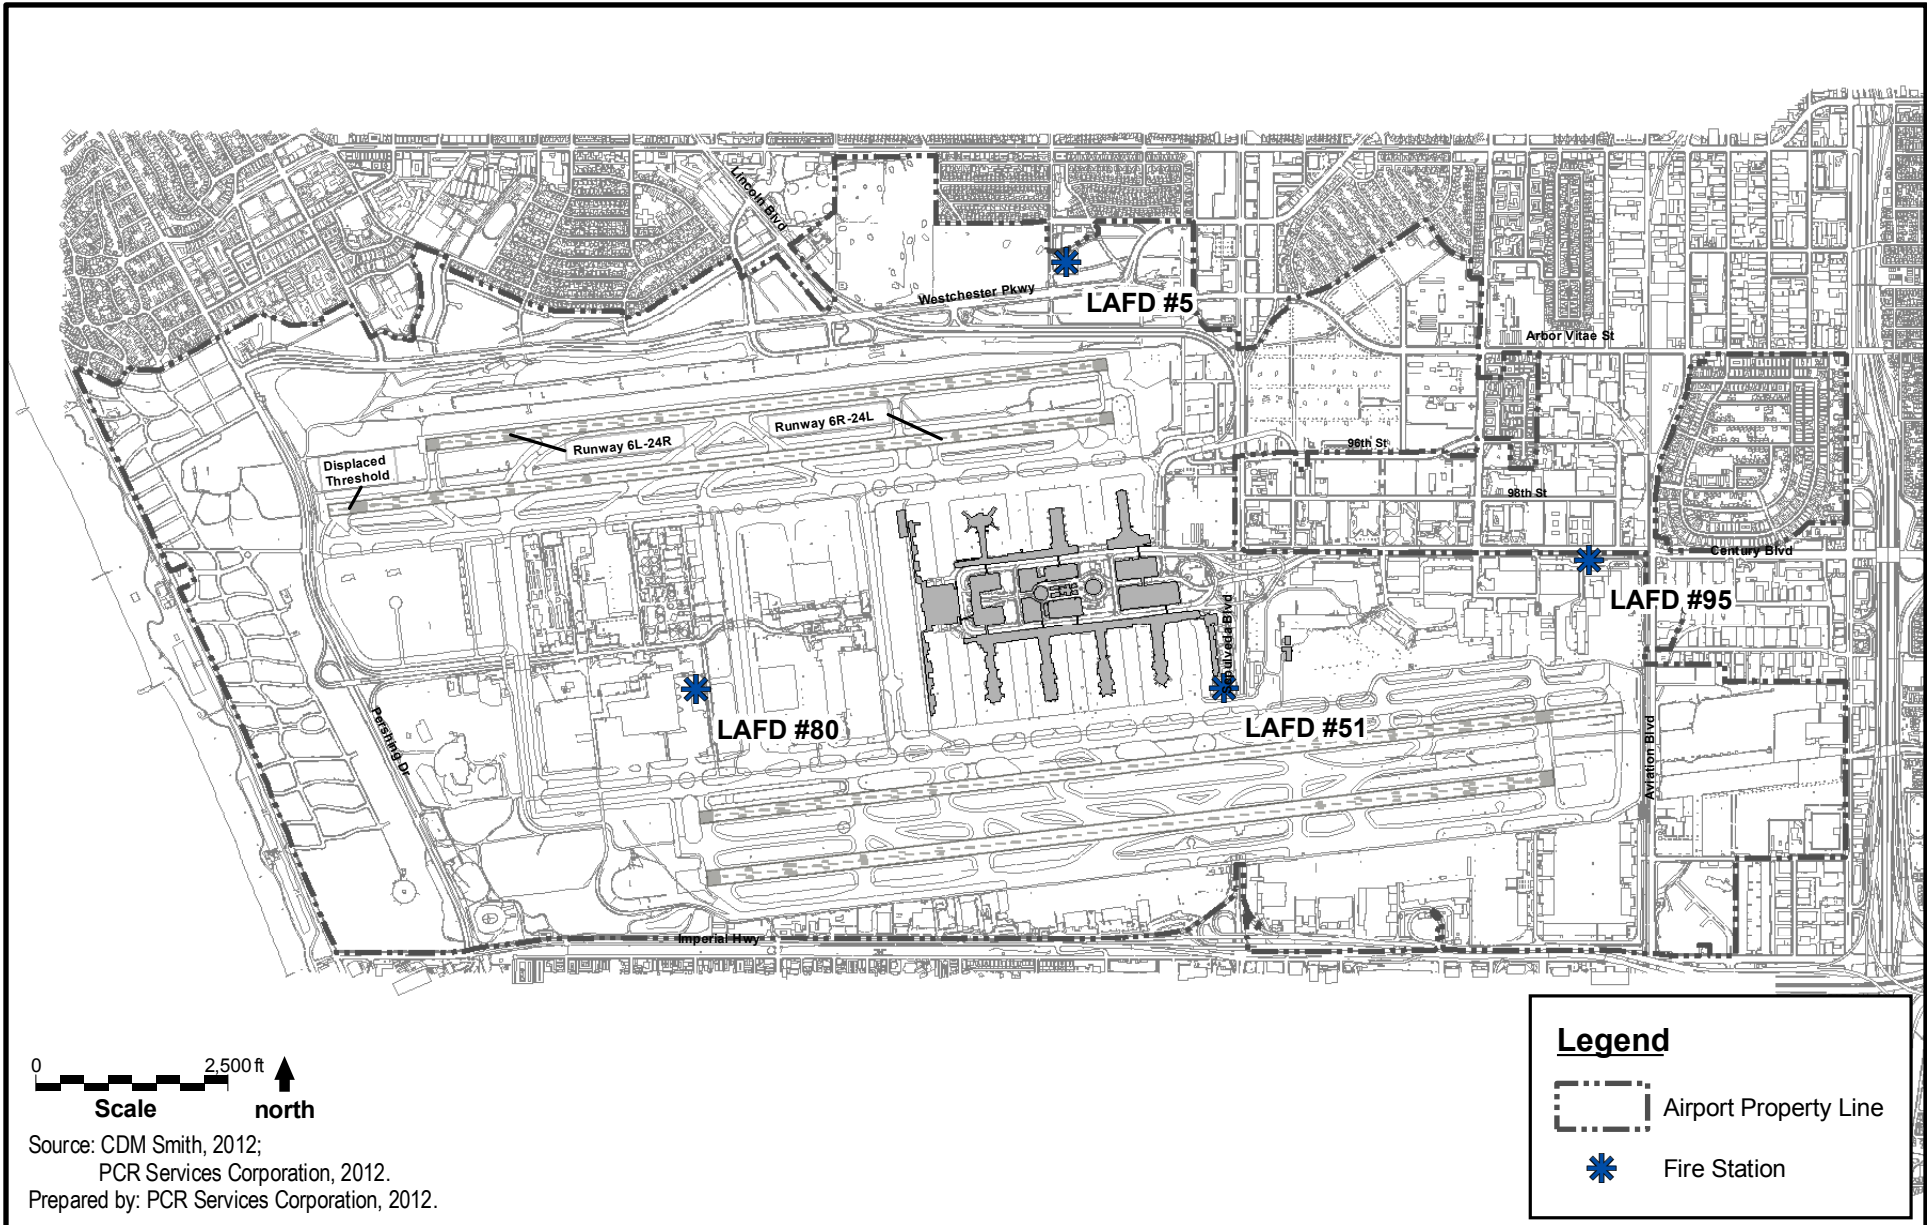 Lincoln Blvd
Westchester Pkwy
LAFD #5
Arbor Vitae St
Runway 6R-24L
Runway 6L-24R
96th St
Displaced
Threshold
98th St
Century Blvd
LAFD #95
Sepulveda Blvd
Pershing Dr
LAFD #80
LAFD #51
Aviation Blvd
Imperial Hwy
Legend
Airport Property Line
Fire Station
0 2,500 ft
Scale north
Source: CDM Smith, 2012;
PCR Services Corporation, 2012.
Prepared by: PCR Services Corporation, 2012.